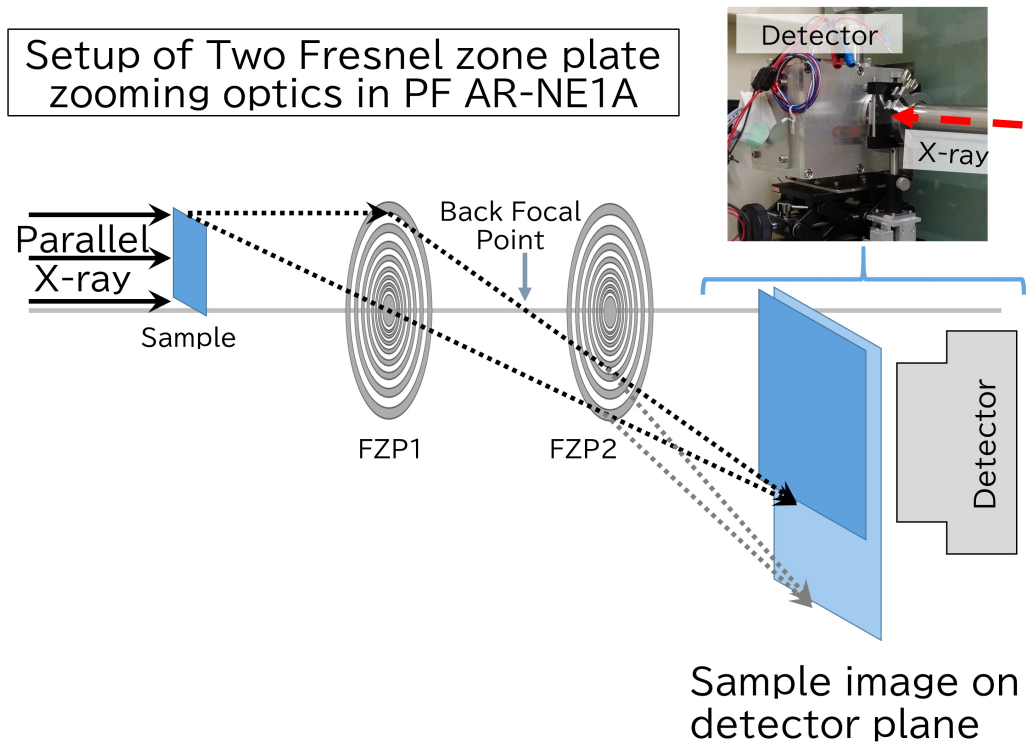 Setup of Two Fresnel zone plate
zooming optics in PF AR-NE1A
Detector
X-ray
Parallel
X-ray
Sample
Back Focal
Point
FZP1
FZP2
Detector
Sample image on
detector plane